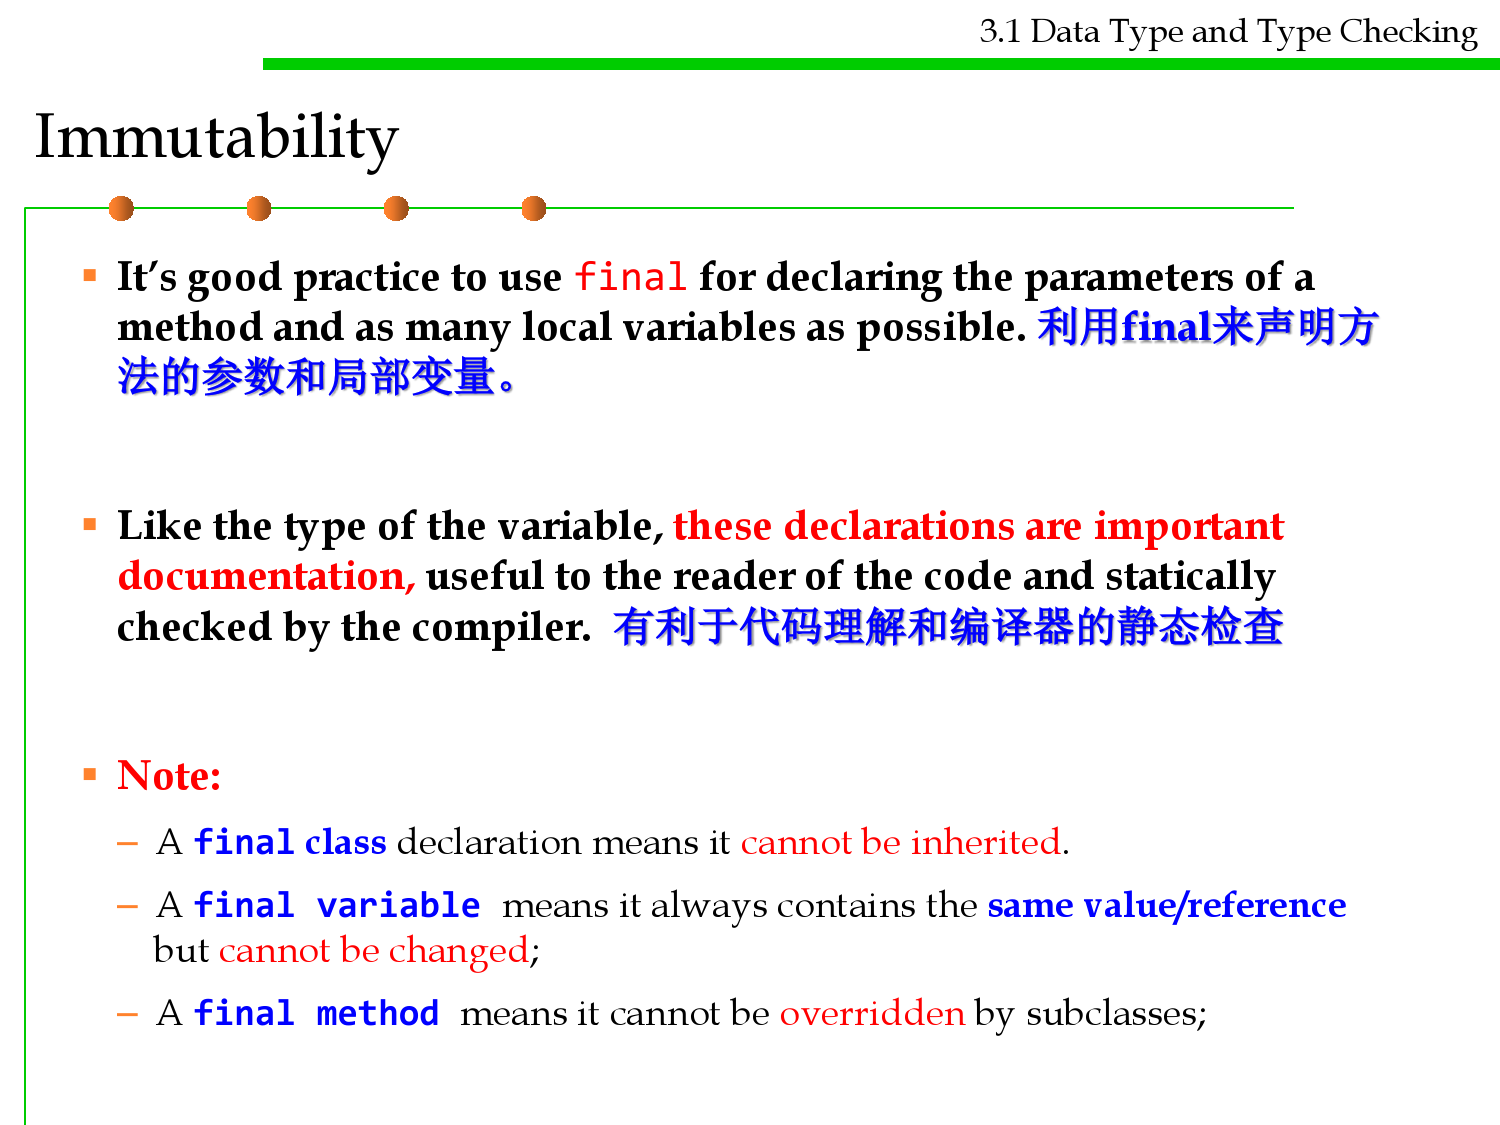 3.1 Data Type and Type Checking
Immutability
▪ It’s good practice to use final for declaring the parameters of a
method and as many local variables as possible. 利用final来声明方
法的参数和局部变量。
▪ Like the type of the variable, these declarations are important
documentation, useful to the reader of the code and statically
checked by the compiler. 有利于代码理解和编译器的静态检查
▪ Note:
– A final class declaration means it cannot be inherited.
– A final variable means it always contains the same value/reference
but cannot be changed;
– A final method means it cannot be overridden by subclasses;